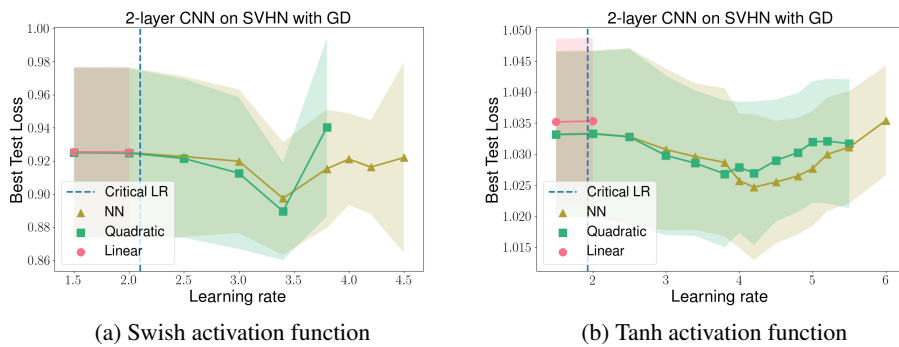 2-layer CNN on SVHN with GD
1.00
0.98
0.96
0.94
0.92
0.90
0.88
0.86
Best Test Loss
Critical LR
NN
Quadratic
Linear
1.5 2.0 2.5 3.0 3.4 3.8 4.0 4.5
Learning rate
(a) Swish activation function
2-layer CNN on SVHN with GD
1.050
1.045
1.040
1.035
1.030
1.025
1.020
1.015
Best Test Loss
Critical LR
NN
Quadratic
Linear
2 3 4 5 6
Learning rate
(b) Tanh activation function